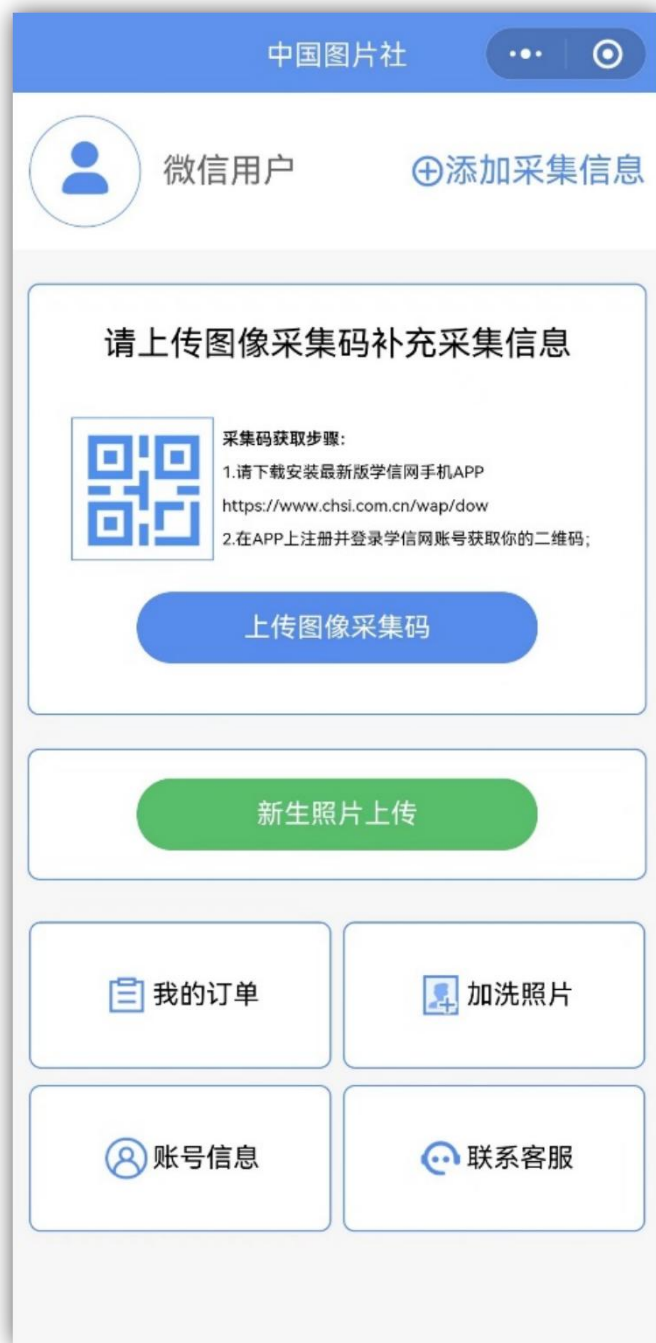 中国图片社
微信用户
添加采集信息
请上传图像采集码补充采集信息
采集码获取步骤:
1.请下载安装最新版学信网手机APP
https://www.chsi.com.cn/wap/dow
2.在APP上注册并登录学信网账号获取你的二维码;
上传图像采集码
新生照片上传
我的订单
加洗照片
账号信息
联系客服